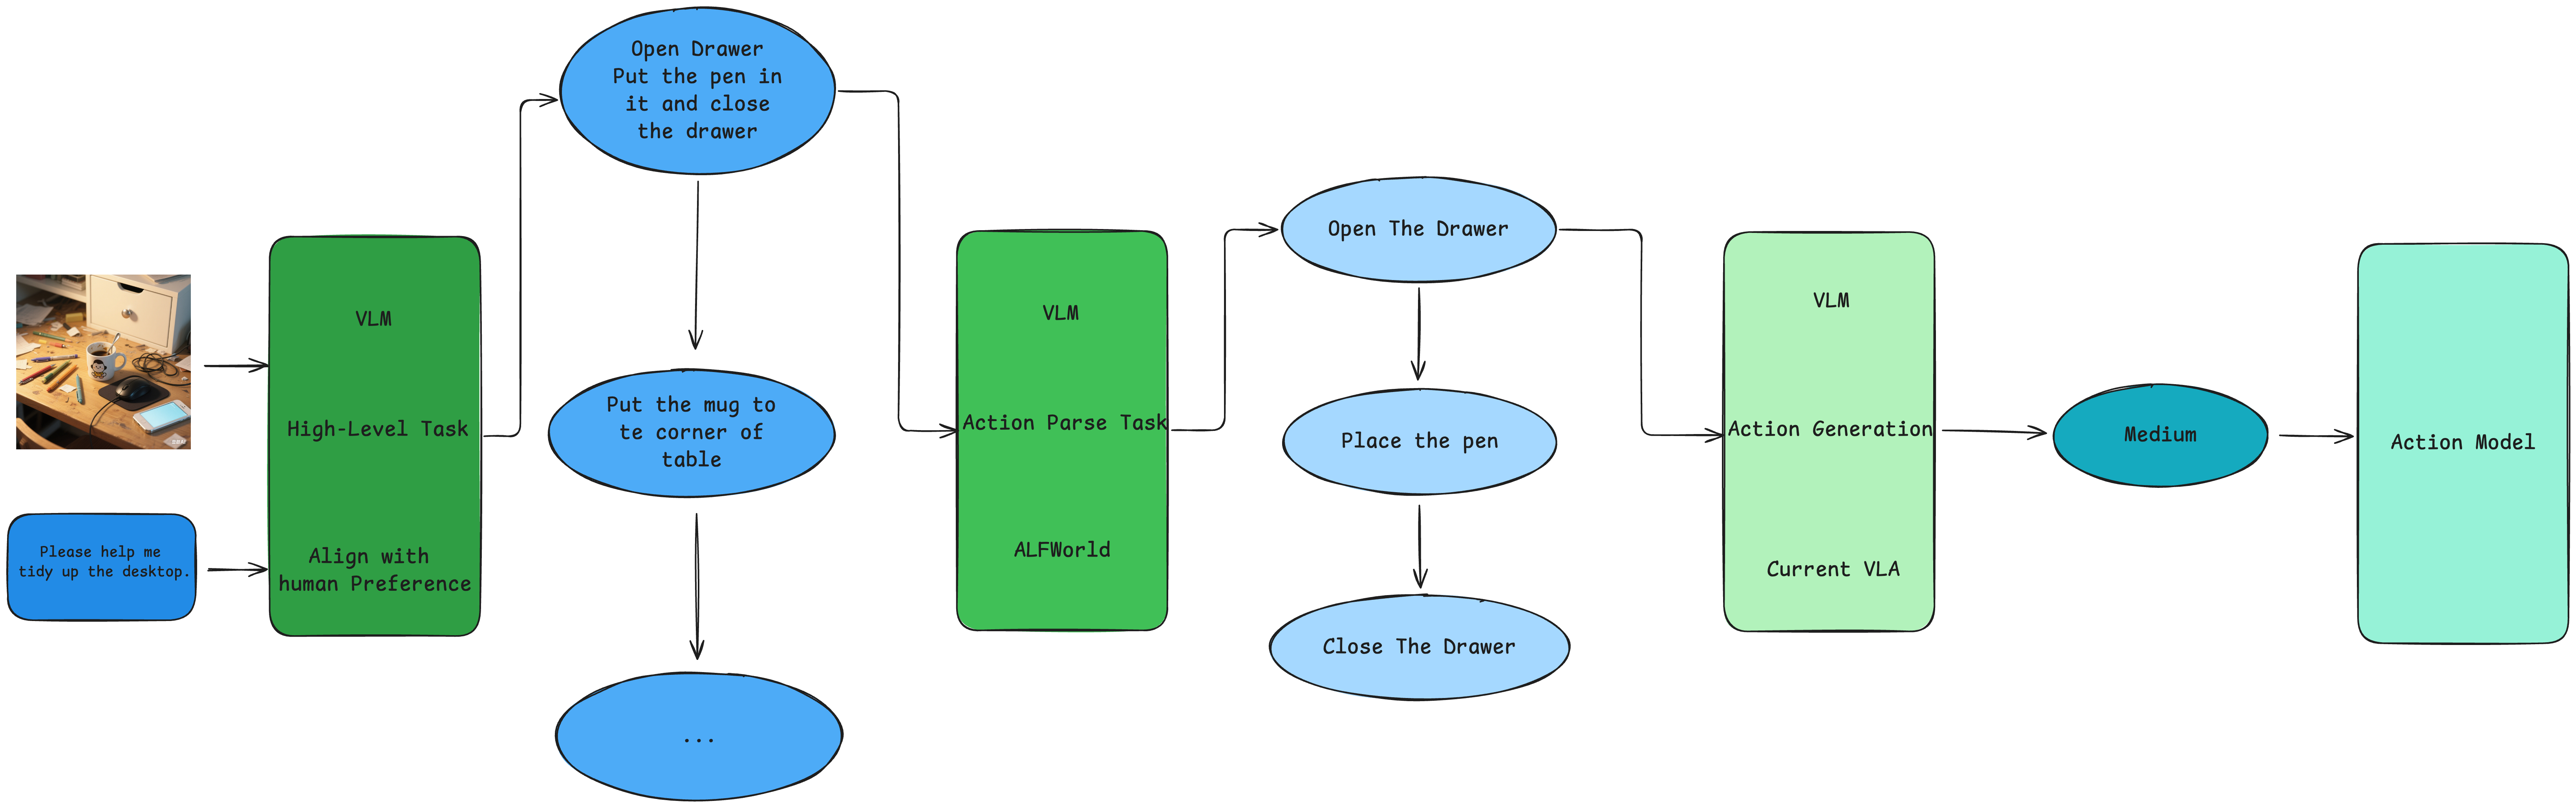 Please help me
tidy up the desktop.
VLM
High-Level Task
Align with
human Preference
Open Drawer
Put the pen in
it and close
the drawer
Put the mug to
te corner of
table
...
VLM
Action Parse Task
ALFWorld
Open The Drawer
Place the pen
Close The Drawer
VLM
Action Generation
Current VLA
Medium
Action Model